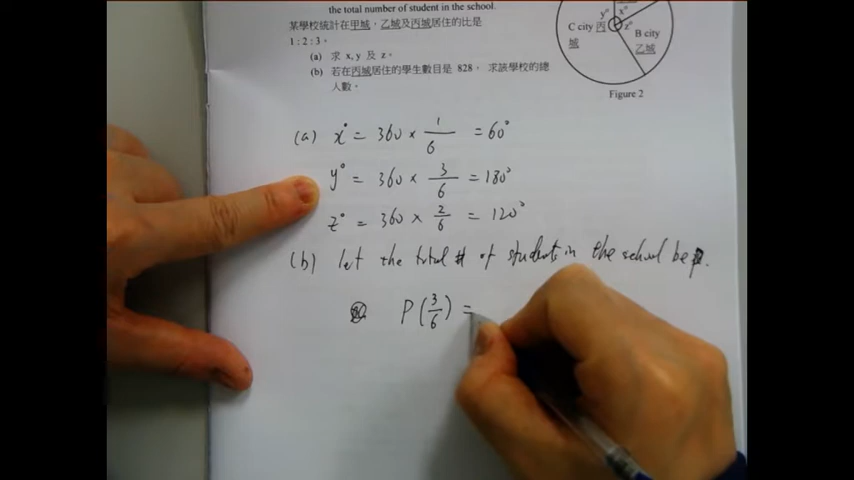 the total number of student in the school.
某學校統計在甲城,乙城及丙城居住的比是
1 : 2 : 3。
(a) 求 x, y 及 z。
(b) 若在丙城居住的學生數目是 828, 求該學校的總
人數。
y°
x°
z°
C city 丙
城
B city
乙城
Figure 2
(a) x° = 360 × 1/6 = 60°
y° = 360 × 3/6 = 180°
z° = 360 × 2/6 = 120°
(b) let the total # of students in the school be p.
P(3/6) =